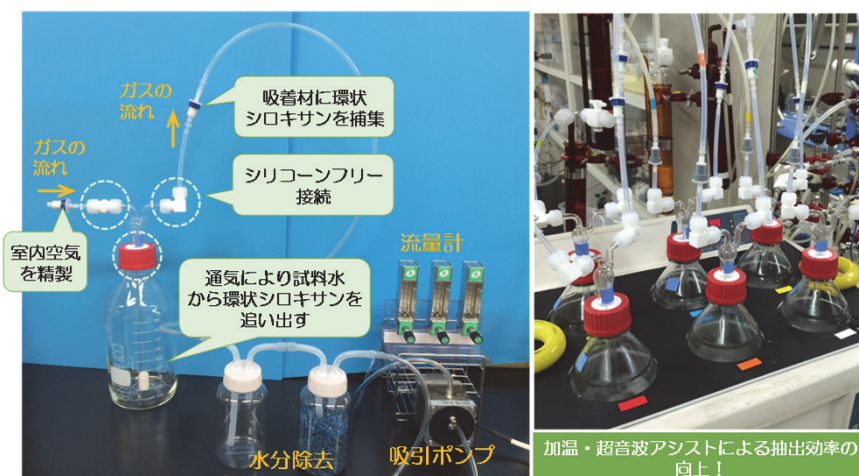 ガスの
流れ
吸着材に環状
シロキサンを捕集
ガスの
流れ
シリコーンフリー
接続
室内空気
を精製
流量計
通気により試料水
から環状シロキサンを
追い出す
水分除去
吸引ポンプ
加温・超音波アシストによる抽出効率の
向上！